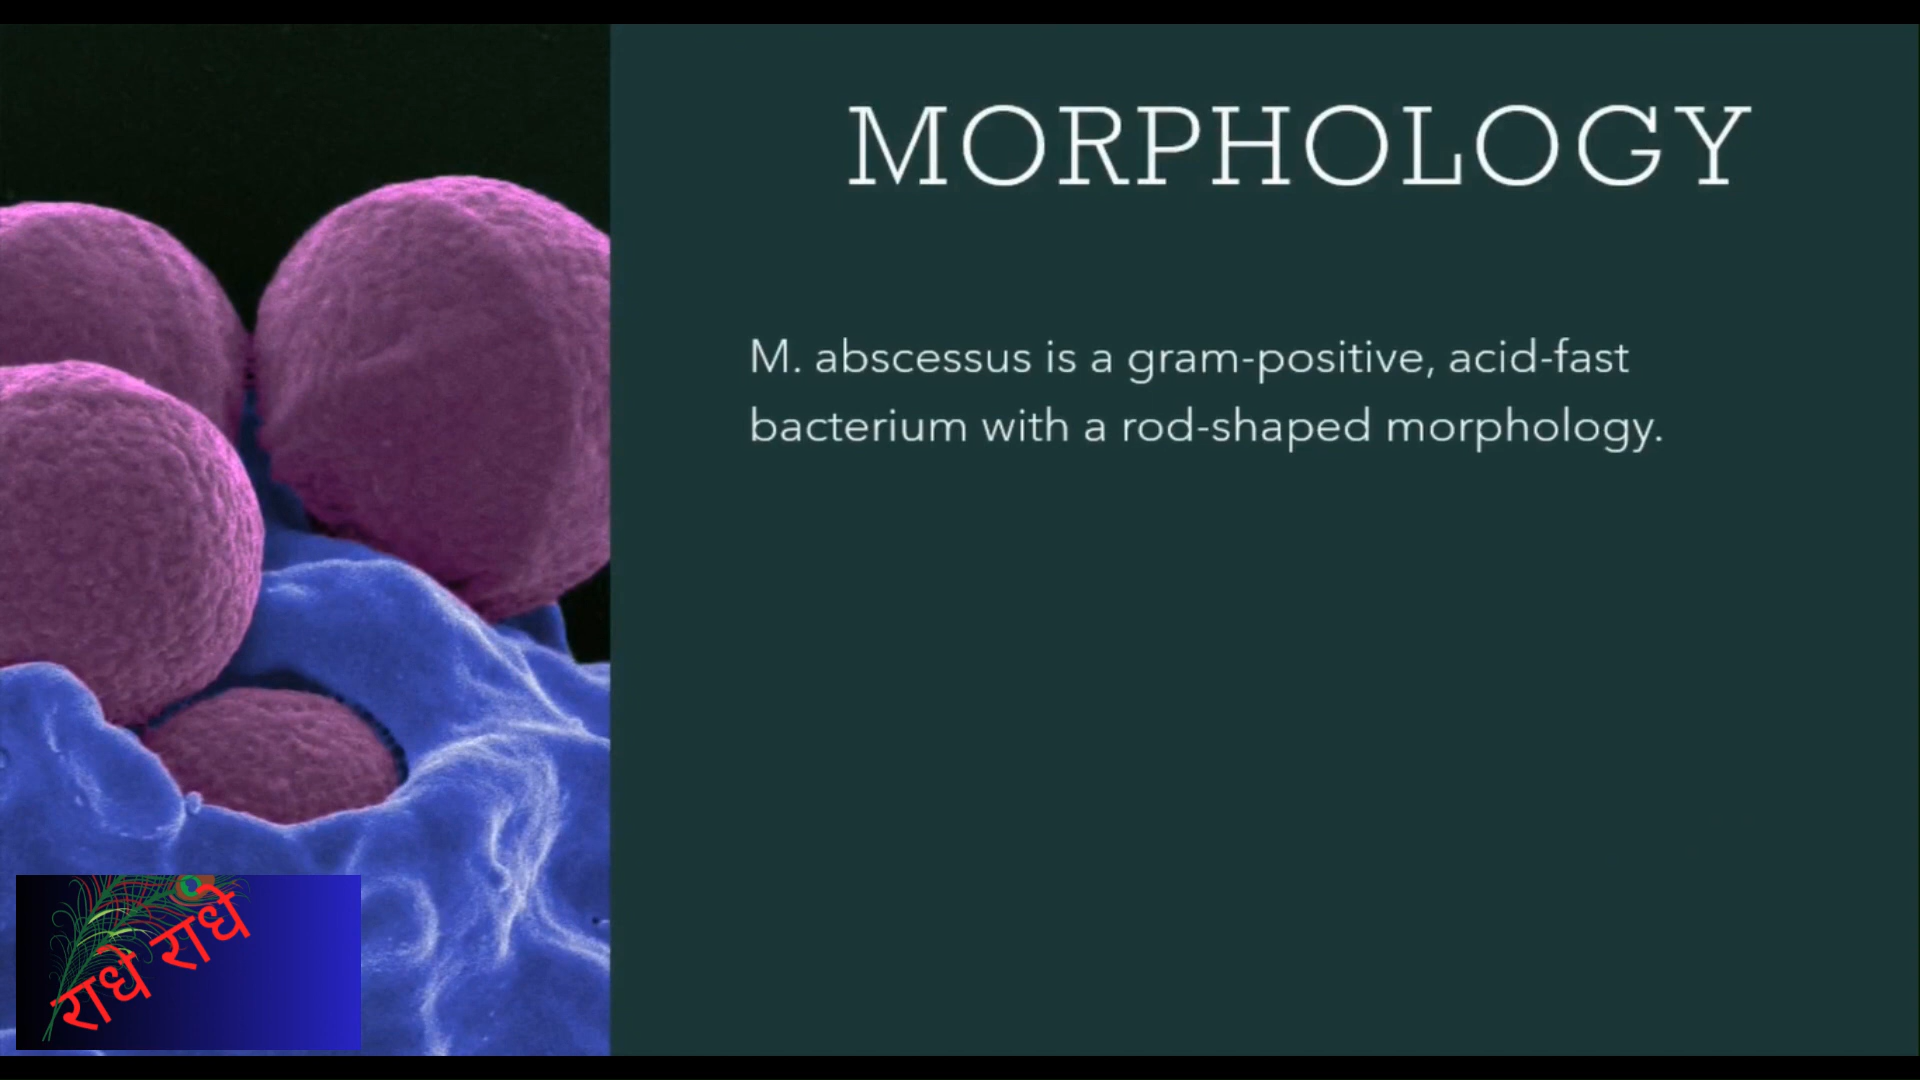 MORPHOLOGY
M. abscessus is a gram-positive, acid-fast
bacterium with a rod-shaped morphology.
राधे राधे